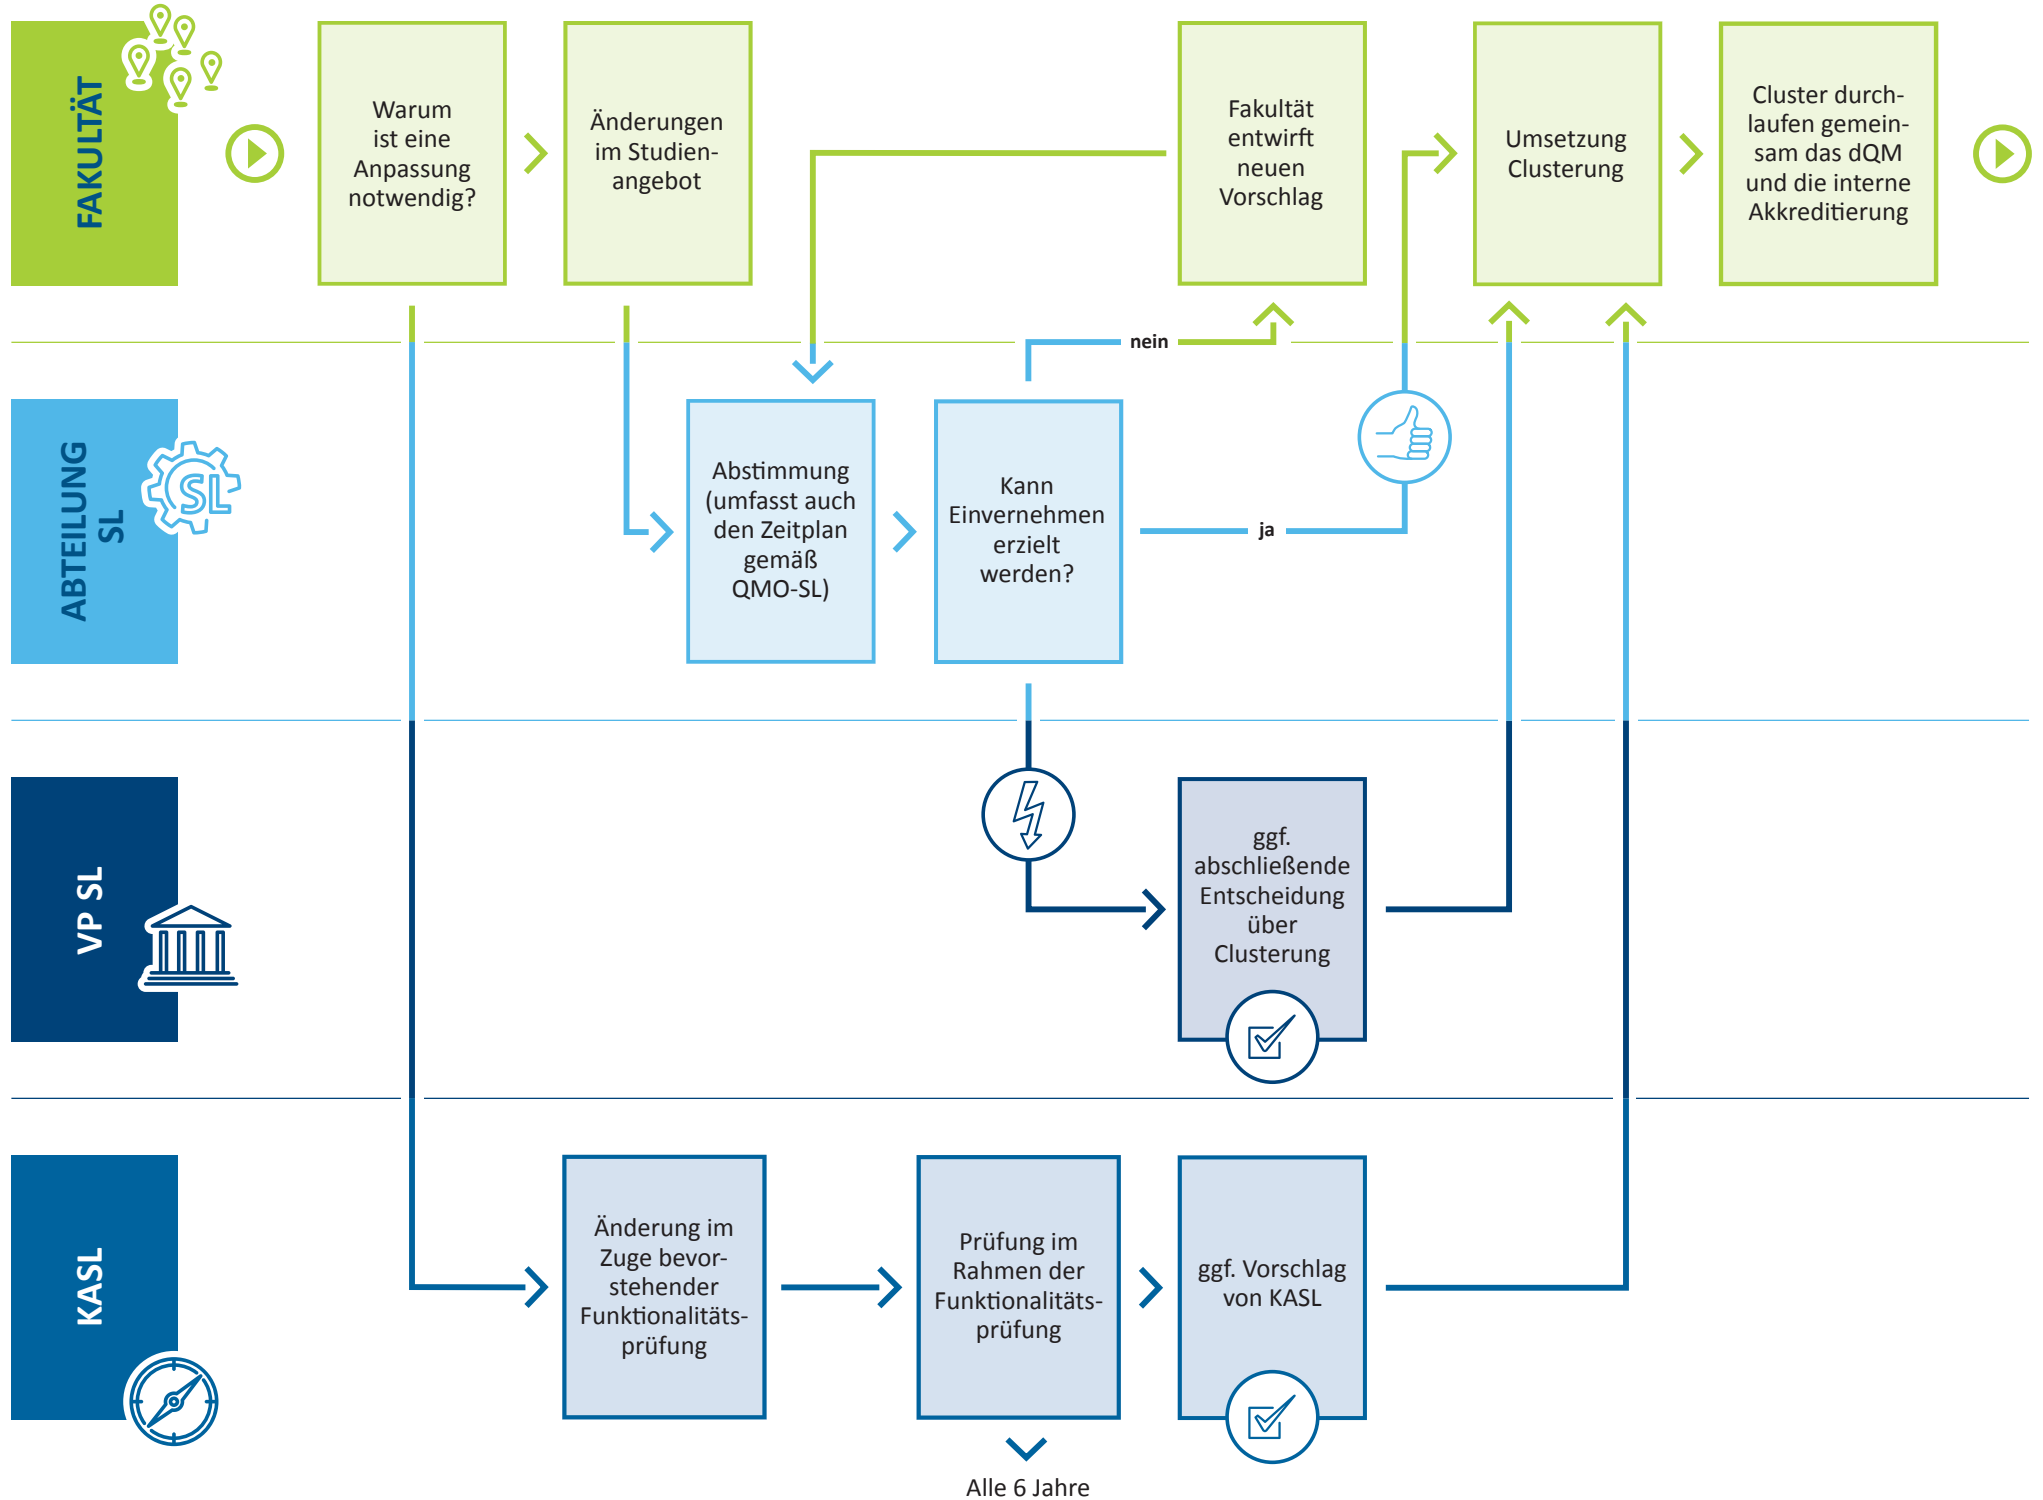 FAKULTÄT
Warum
ist eine
Anpassung
notwendig?
Änderungen
im Studien-
angebot
Fakultät
entwirft
neuen
Vorschlag
Umsetzung
Clusterung
Cluster durch-
laufen gemein-
sam das dQM
und die interne
Akkreditierung
nein
ABTEILUNG
SL
SL
Abstimmung
(umfasst auch
den Zeitplan
gemäß
QMO-SL)
Kann
Einvernehmen
erzielt
werden?
ja
VP SL
ggf.
abschließende
Entscheidung
über
Clusterung
KASL
Änderung im
Zuge bevor-
stehender
Funktionalitäts-
prüfung
Prüfung im
Rahmen der
Funktionalitäts-
prüfung
ggf. Vorschlag
von KASL
Alle 6 Jahre